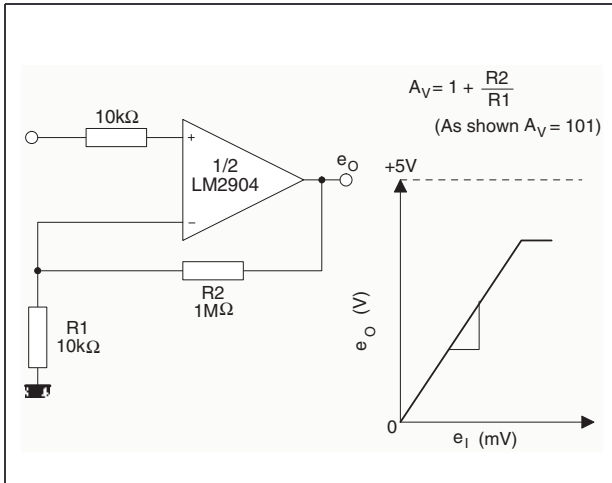 A_V = 1 + R2/R1
(As shown A_V = 101)
10kΩ
+
1/2
LM2904
−
e_O
R2
1MΩ
R1
10kΩ
+5V
e_O (V)
0
e_I (mV)